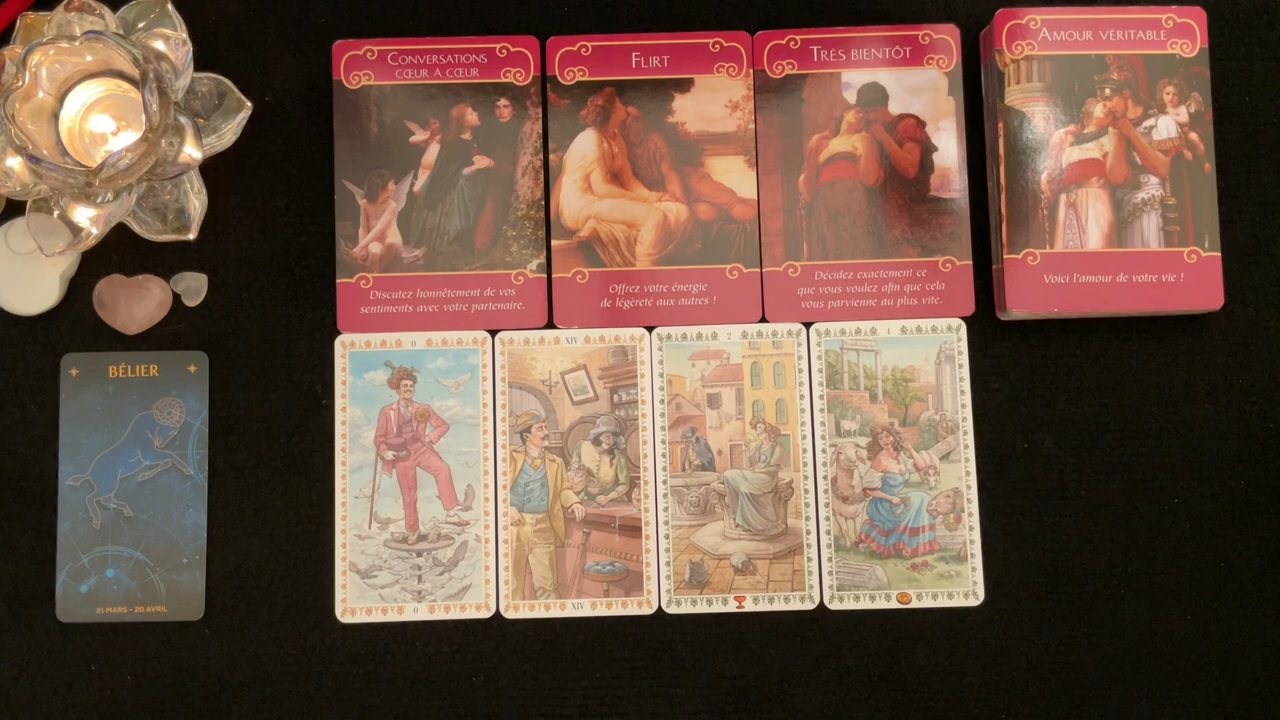 CONVERSATIONS
CŒUR A CŒUR
Discutez honnêtement de vos
sentiments avec votre partenaire.
FLIRT
Offrez votre énergie
de légèreté aux autres !
TRÉS BIENTÔT
Décidez exactement ce
que vous voulez afin que cela
vous parvienne au plus vite.
AMOUR VÉRITABLE
Voici l'amour de votre vie !
BÉLIER
21 MARS - 20 AVRIL
0
0
XIV
XIV
2
4